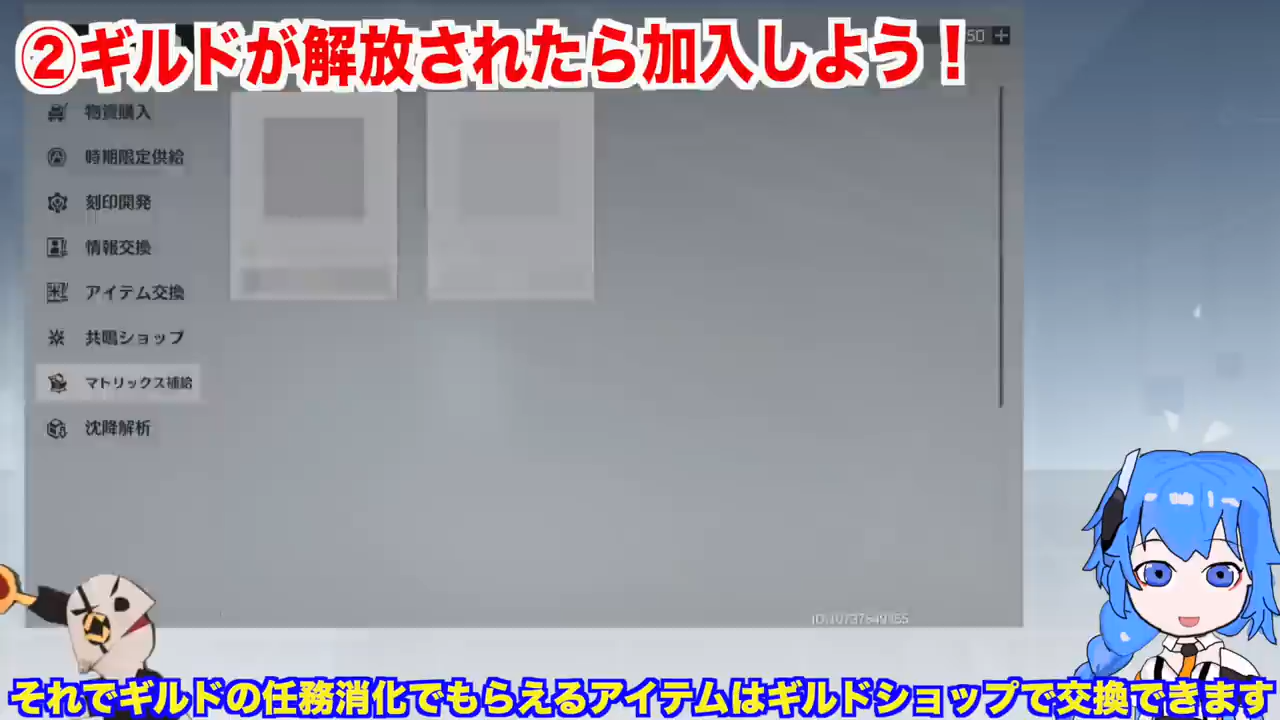 ②ギルドが解放されたら加入しよう！
50
物資購入
時期限定供給
刻印開発
情報交換
アイテム交換
共鳴ショップ
マトリックス補給
沈降解析
それでギルドの任務消化でもらえるアイテムはギルドショップで交換できます